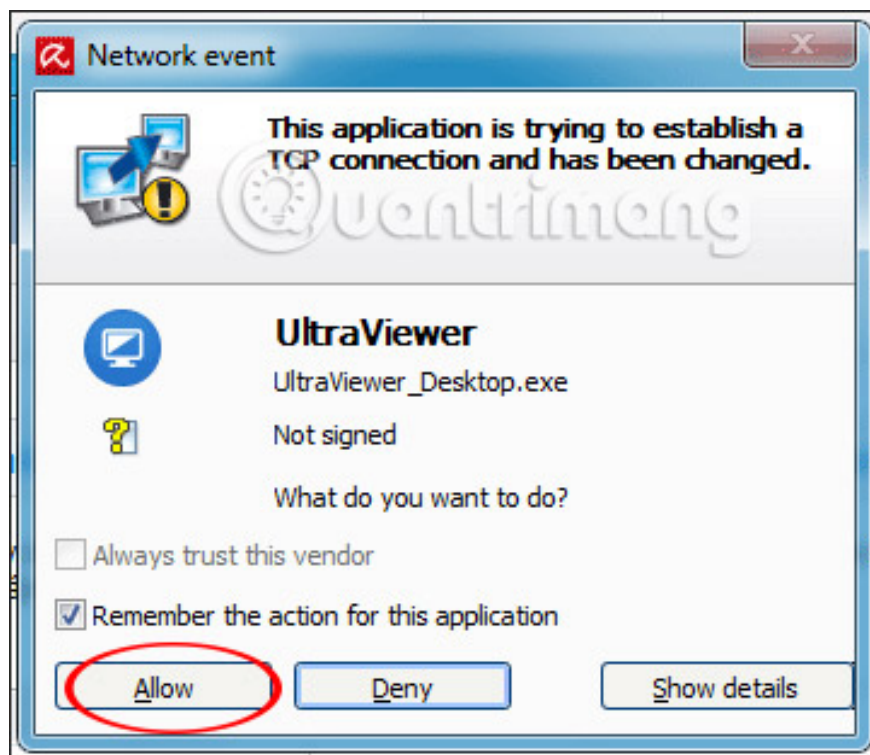 Network event
This application is trying to establish a
TCP connection and has been changed.
Quantrimang
UltraViewer
UltraViewer_Desktop.exe
Not signed
What do you want to do?
Always trust this vendor
Remember the action for this application
Allow Deny Show details